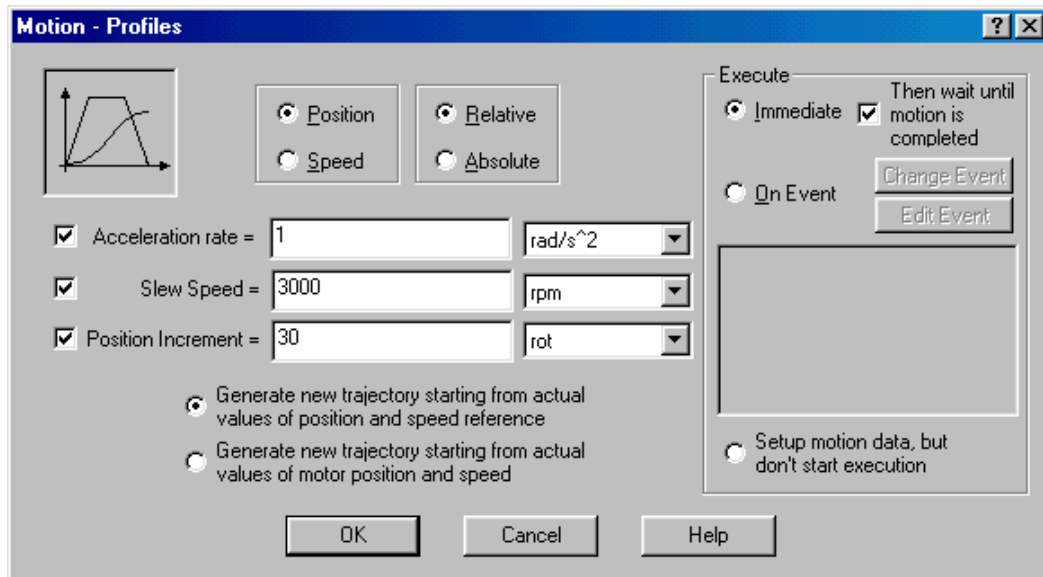 Motion - Profiles
Position
Speed
Relative
Absolute
Execute
Immediate
Then wait until
motion is
completed
On Event
Change Event
Edit Event
Acceleration rate =
1
rad/s^2
Slew Speed =
3000
rpm
Position Increment =
30
rot
Generate new trajectory starting from actual
values of position and speed reference
Generate new trajectory starting from actual
values of motor position and speed
Setup motion data, but
don't start execution
OK
Cancel
Help